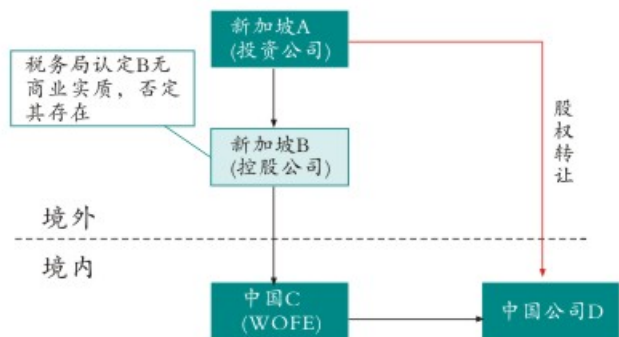 新加坡A
(投资公司)
税务局认定B无
商业实质，否定
其存在
新加坡B
(控股公司)
股权转让
境外
境内
中国C
(WOFE)
中国公司D